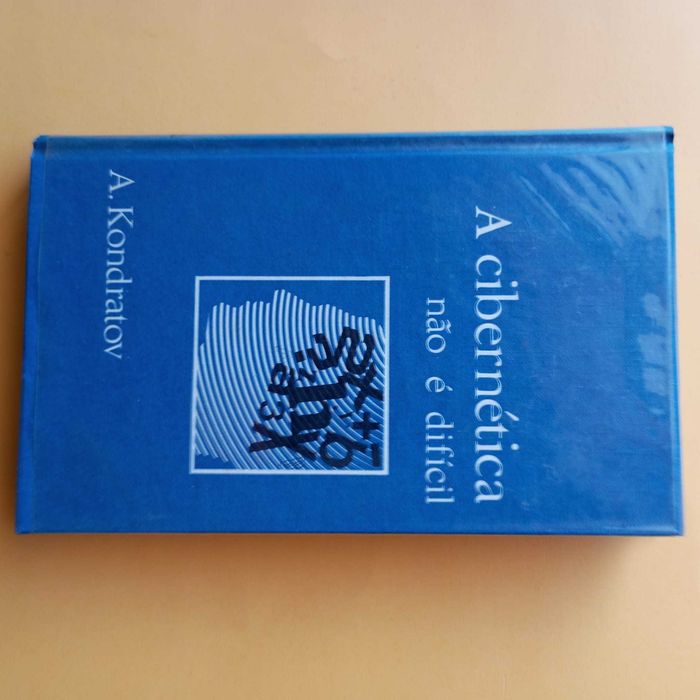 A cibernética
não é difícil
A. Kondratov